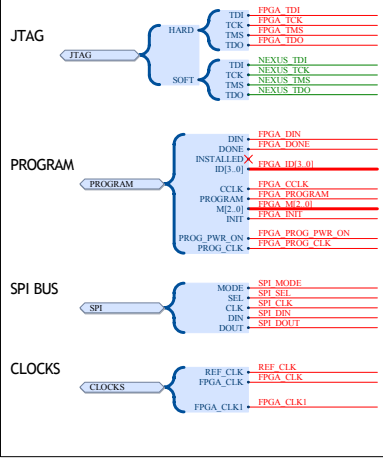 JTAG
JTAG
HARD
TDI FPGA_TDI
TCK FPGA_TCK
TMS FPGA_TMS
TDO FPGA_TDO
SOFT
TDI NEXUS_TDI
TCK NEXUS_TCK
TMS NEXUS_TMS
TDO NEXUS_TDO
PROGRAM
PROGRAM
DIN FPGA_DIN
DONE FPGA_DONE
INSTALLED
ID[3..0] FPGA_ID[3..0]
CCLK FPGA_CCLK
PROGRAM FPGA_PROGRAM
M[2..0] FPGA_M[2..0]
INIT FPGA_INIT
PROG_PWR_ON FPGA_PROG_PWR_ON
PROG_CLK FPGA_PROG_CLK
SPI BUS
SPI
MODE SPI_MODE
SEL SPI_SEL
CLK SPI_CLK
DIN SPI_DIN
DOUT SPI_DOUT
CLOCKS
CLOCKS
REF_CLK REF_CLK
FPGA_CLK FPGA_CLK
FPGA_CLK1 FPGA_CLK1